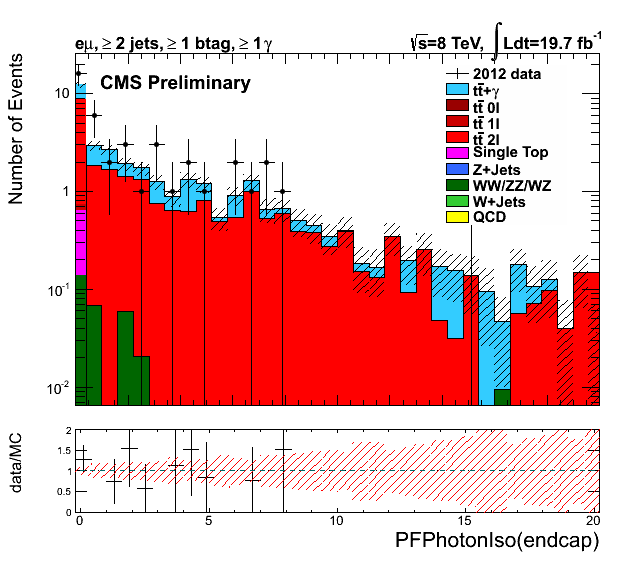 eμ, ≥ 2 jets, ≥ 1 btag, ≥ 1 γ
√s=8 TeV, ∫ Ldt=19.7 fb⁻¹
CMS Preliminary
2012 data
tt̄+γ
tt̄ 0l
tt̄ 1l
tt̄ 2l
Single Top
Z+Jets
WW/ZZ/WZ
W+Jets
QCD
Number of Events
10
1
10⁻¹
10⁻²
data/MC
2
1.5
1
0.5
0
0 5 10 15 20
PFPhotonIso(endcap)